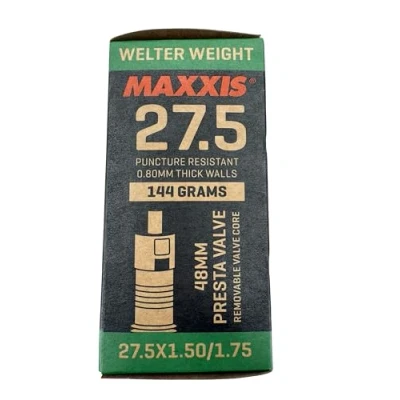 WELTER WEIGHT
MAXXIS®
27.5
PUNCTURE RESISTANT
0.80MM THICK WALLS
144 GRAMS
48MM
PRESTA VALVE
REMOVABLE VALVE CORE
27.5X1.50/1.75